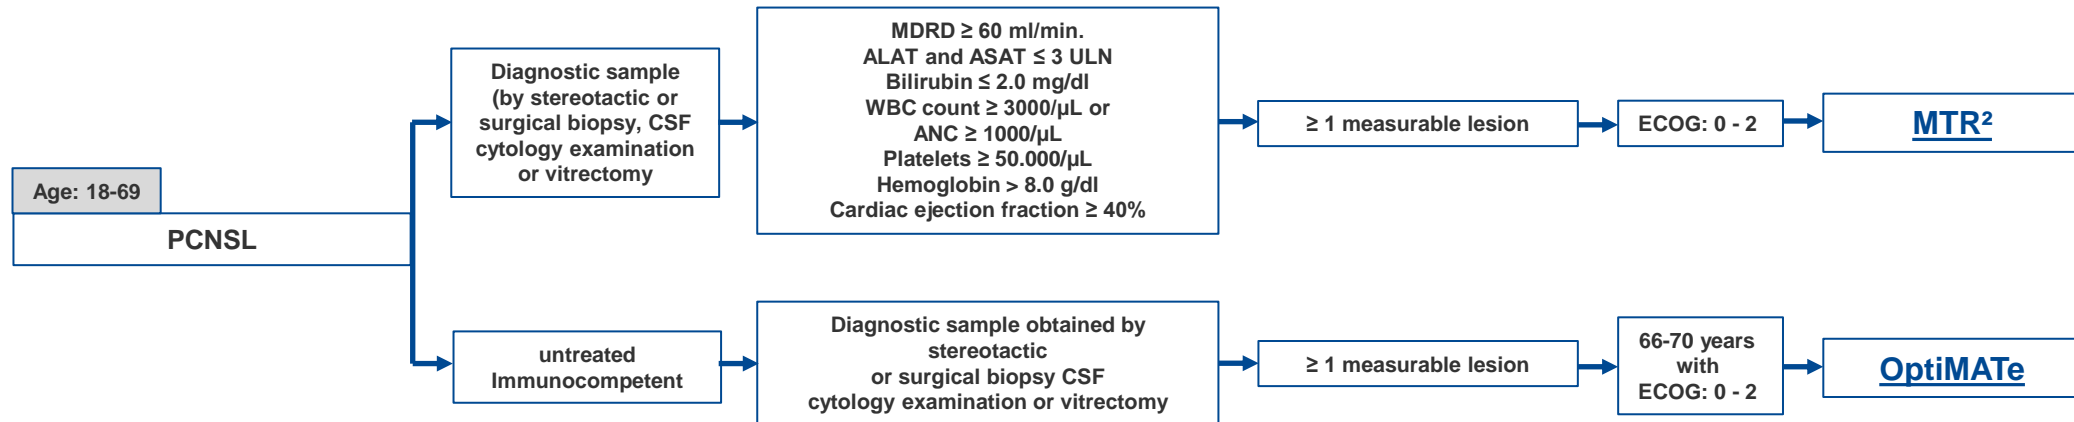 Age: 18-69
PCNSL
Diagnostic sample
(by stereotactic or
surgical biopsy, CSF
cytology examination
or vitrectomy
MDRD ≥ 60 ml/min.
ALAT and ASAT ≤ 3 ULN
Bilirubin ≤ 2.0 mg/dl
WBC count ≥ 3000/µL or
ANC ≥ 1000/µL
Platelets ≥ 50.000/µL
Hemoglobin > 8.0 g/dl
Cardiac ejection fraction ≥ 40%
≥ 1 measurable lesion
ECOG: 0 - 2
MTR²
untreated
Immunocompetent
Diagnostic sample obtained by
stereotactic
or surgical biopsy CSF
cytology examination or vitrectomy
≥ 1 measurable lesion
66-70 years
with
ECOG: 0 - 2
OptiMATe